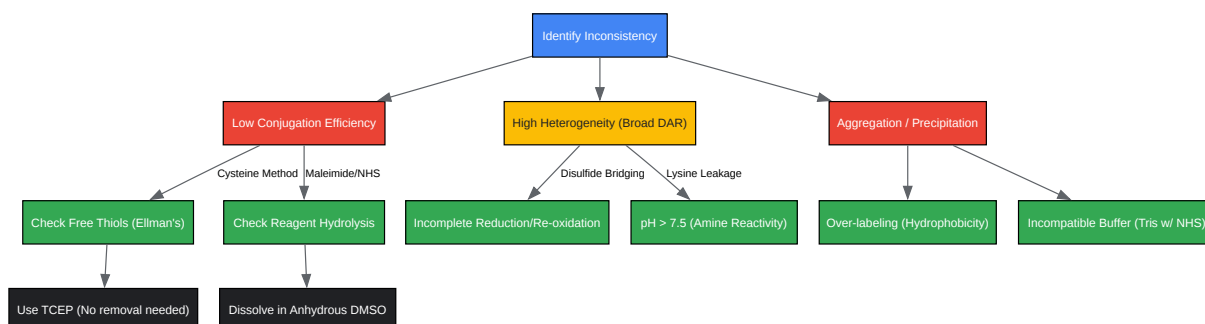 Identify Inconsistency
Low Conjugation Efficiency
High Heterogeneity (Broad DAR)
Aggregation / Precipitation
Cysteine Method
Maleimide/NHS
Disulfide Bridging
Lysine Leakage
Check Free Thiols (Ellman's)
Check Reagent Hydrolysis
Incomplete Reduction/Re-oxidation
pH > 7.5 (Amine Reactivity)
Over-labeling (Hydrophobicity)
Incompatible Buffer (Tris w/ NHS)
Use TCEP (No removal needed)
Dissolve in Anhydrous DMSO